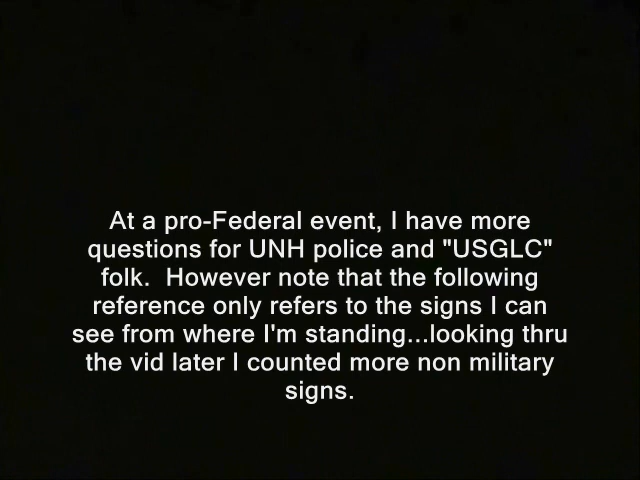 At a pro-Federal event, I have more
questions for UNH police and "USGLC"
folk.  However note that the following
reference only refers to the signs I can
see from where I'm standing...looking thru
the vid later I counted more non military
signs.